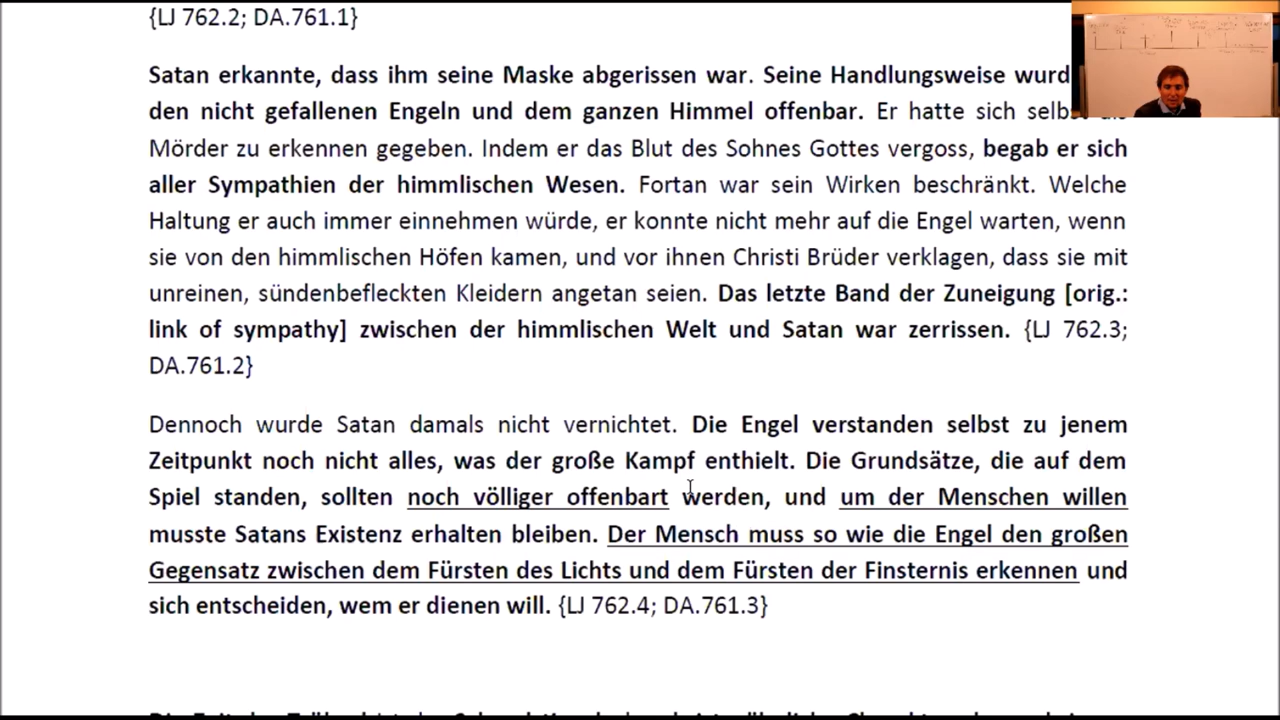 {LJ 762.2; DA.761.1}
Satan erkannte, dass ihm seine Maske abgerissen war. Seine Handlungsweise wurd
den nicht gefallenen Engeln und dem ganzen Himmel offenbar. Er hatte sich selbst als
Mörder zu erkennen gegeben. Indem er das Blut des Sohnes Gottes vergoss, begab er sich
aller Sympathien der himmlischen Wesen. Fortan war sein Wirken beschränkt. Welche
Haltung er auch immer einnehmen würde, er konnte nicht mehr auf die Engel warten, wenn
sie von den himmlischen Höfen kamen, und vor ihnen Christi Brüder verklagen, dass sie mit
unreinen, sündenbefleckten Kleidern angetan seien. Das letzte Band der Zuneigung [orig.:
link of sympathy] zwischen der himmlischen Welt und Satan war zerrissen. {LJ 762.3;
DA.761.2}
Dennoch wurde Satan damals nicht vernichtet. Die Engel verstanden selbst zu jenem
Zeitpunkt noch nicht alles, was der große Kampf enthielt. Die Grundsätze, die auf dem
Spiel standen, sollten noch völliger offenbart werden, und um der Menschen willen
musste Satans Existenz erhalten bleiben. Der Mensch muss so wie die Engel den großen
Gegensatz zwischen dem Fürsten des Lichts und dem Fürsten der Finsternis erkennen und
sich entscheiden, wem er dienen will. {LJ 762.4; DA.761.3}